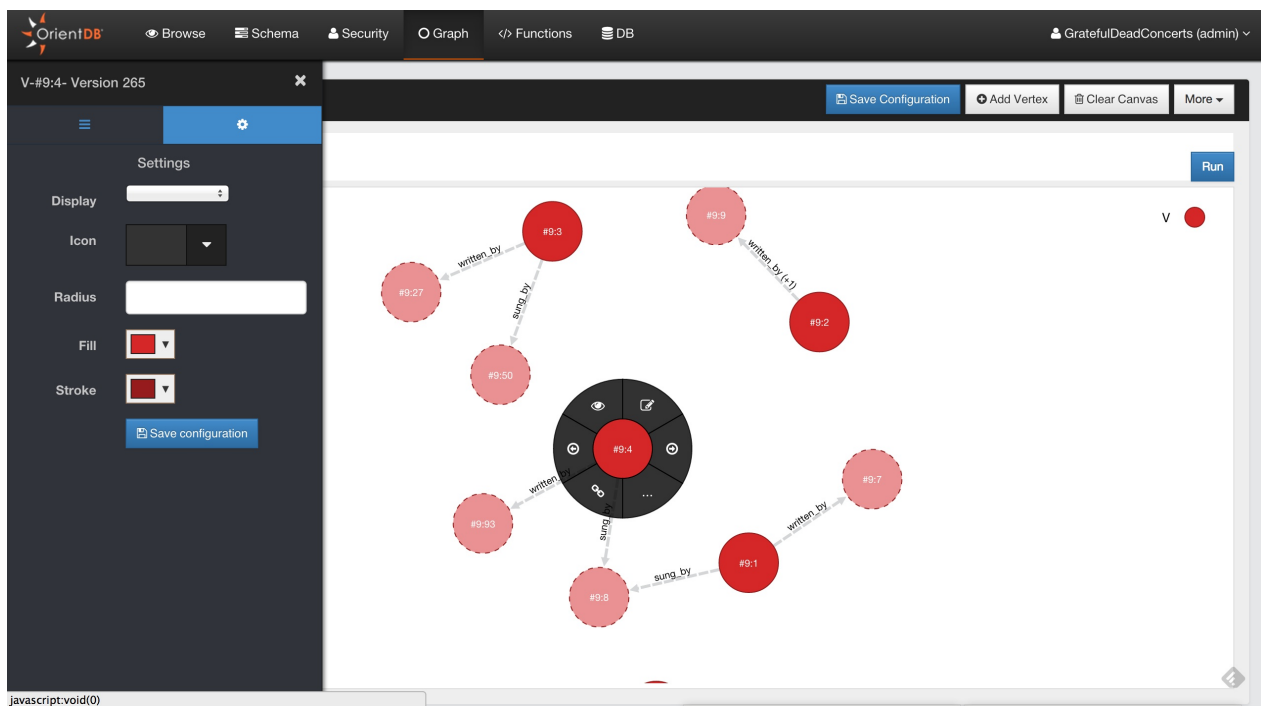 OrientDB Browse Schema Security Graph </> Functions DB GratefulDeadConcerts (admin)
V-#9:4- Version 265
Save Configuration Add Vertex Clear Canvas More
Settings
Run
Display
Icon
Radius
Fill
Stroke
Save configuration
V
#9:9
#9:3
written_by
written_by (+1)
#9:27
sung_by
#9:2
#9:50
#9:4
...
written_by
#9:7
#9:93
sung_by
written_by
#9:1
sung_by
#9:8
javascript:void(0)